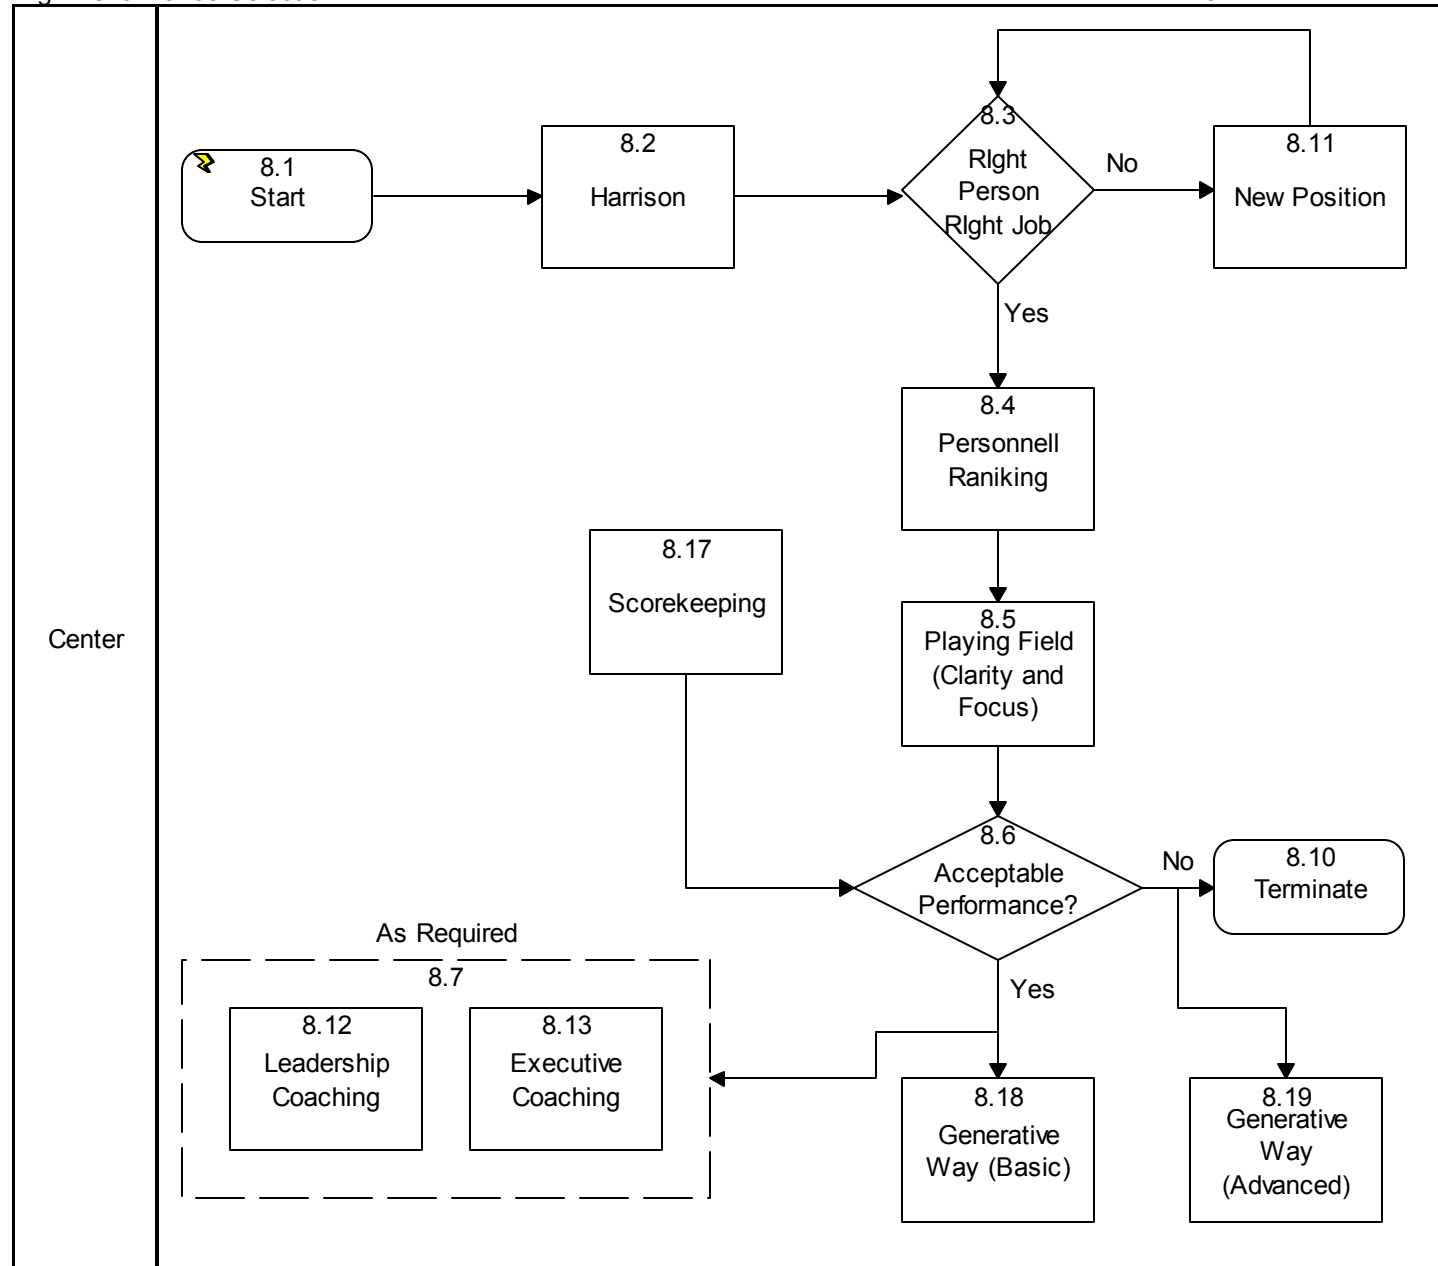 8.1
Start
8.2
Harrison
8.3
RIght
Person
RIght Job
No
8.11
New Position
Yes
8.4
Personnell
Raniking
8.17
Scorekeeping
8.5
Playing Field
(Clarity and
Focus)
Center
8.6
Acceptable
Performance?
No
8.10
Terminate
As Required
8.7
Yes
8.12
Leadership
Coaching
8.13
Executive
Coaching
8.18
Generative
Way (Basic)
8.19
Generative
Way
(Advanced)